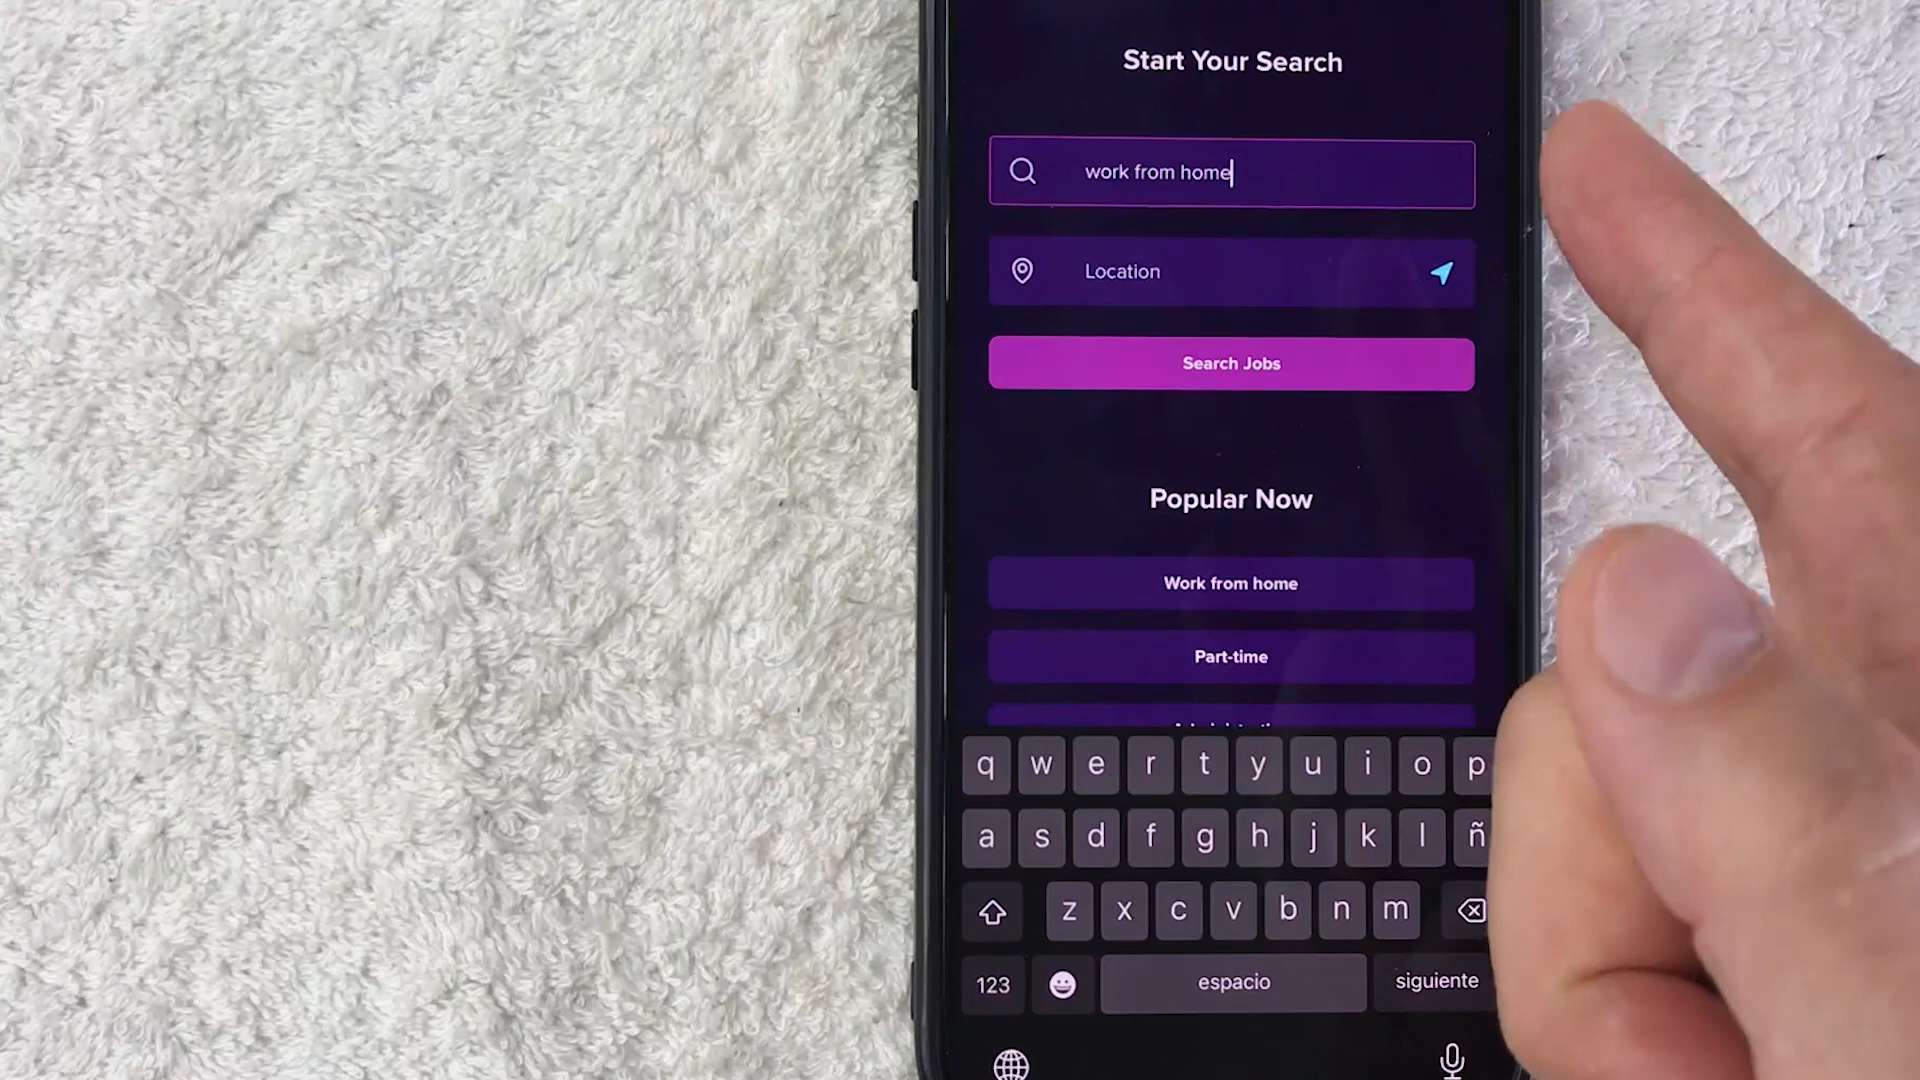 Start Your Search
work from home
Location
Search Jobs
Popular Now
Work from home
Part-time
q w e r t y u i o p
a s d f g h j k l ñ
z x c v b n m
123 espacio siguiente